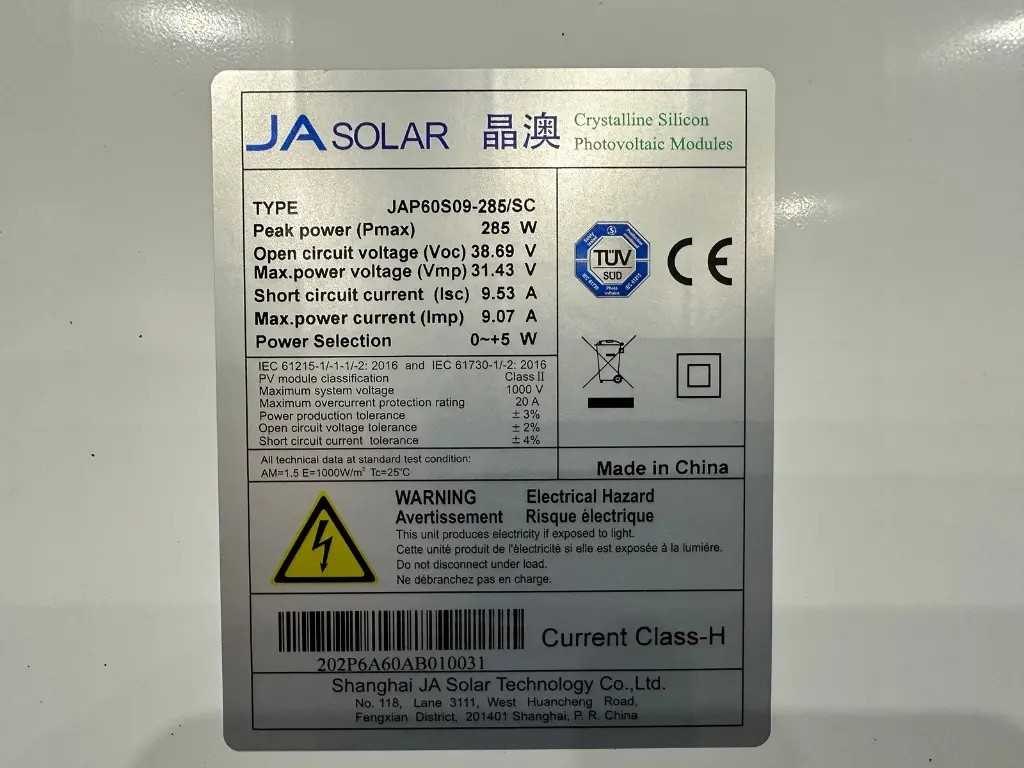 JA SOLAR 晶澳 Crystalline Silicon
Photovoltaic Modules
TYPE JAP60S09-285/SC
Peak power (Pmax) 285 W
Open circuit voltage (Voc) 38.69 V
Max.power voltage (Vmp) 31.43 V
Short circuit current (Isc) 9.53 A
Max.power current (Imp) 9.07 A
Power Selection 0~+5 W
TÜV
SÜD
CE
IEC 61215-1/-1-1/-2: 2016 and IEC 61730-1/-2: 2016
PV module classification Class II
Maximum system voltage 1000 V
Maximum overcurrent protection rating 20 A
Power production tolerance ± 3%
Open circuit voltage tolerance ± 2%
Short circuit current tolerance ± 4%
All technical data at standard test condition:
AM=1.5 E=1000W/m² Tc=25°C
Made in China
WARNING Electrical Hazard
Avertissement Risque électrique
This unit produces electricity if exposed to light.
Cette unité produit de l'électricité si elle est exposée à la lumière.
Do not disconnect under load.
Ne débranchez pas en charge.
202P6A60AB010031
Current Class-H
Shanghai JA Solar Technology Co.,Ltd.
No. 118, Lane 3111, West Huancheng Road,
Fengxian District, 201401 Shanghai, P. R. China